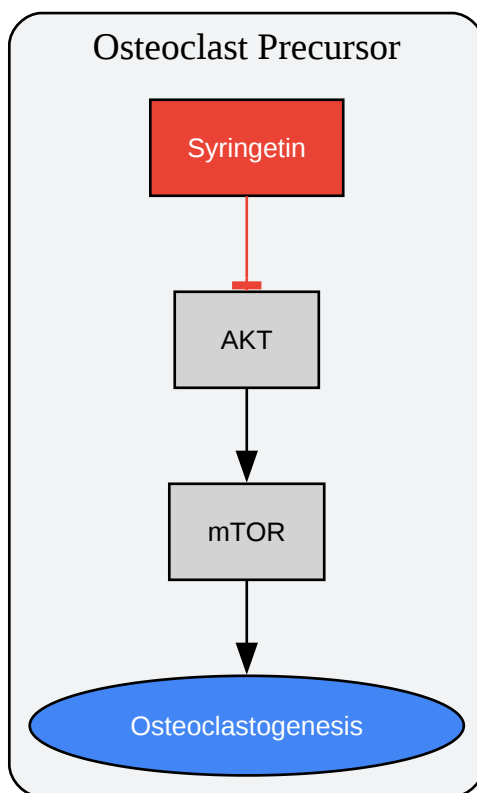 Osteoclast Precursor
Syringetin
AKT
mTOR
Osteoclastogenesis